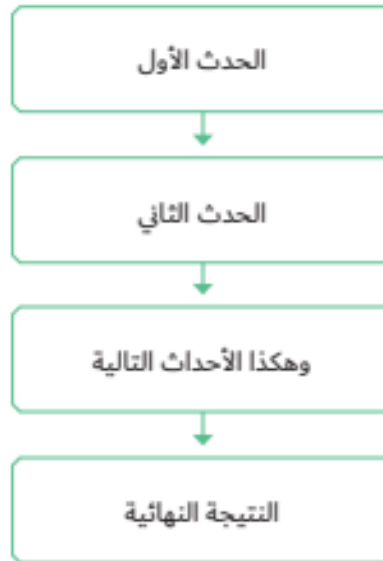 الحدث الأول
الحدث الثاني
وهكذا الأحداث التالية
النتيجة النهائية